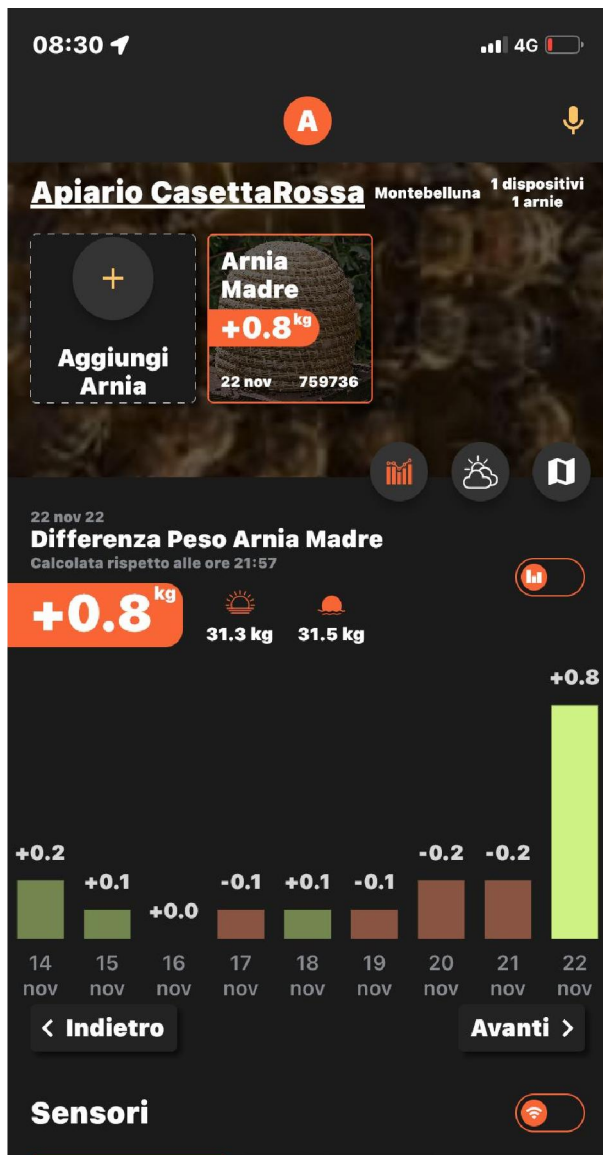 08:30
4G
A
Apiario CasettaRossa Montebelluna 1 dispositivi
1 arnie
+
Aggiungi
Arnia
Arnia
Madre
+0.8 kg
22 nov 759736
22 nov 22
Differenza Peso Arnia Madre
Calcolata rispetto alle ore 21:57
+0.8 kg
31.3 kg 31.5 kg
+0.8
+0.2 +0.1 +0.0 -0.1 +0.1 -0.1 -0.2 -0.2
14 15 16 17 18 19 20 21 22
nov nov nov nov nov nov nov nov nov
< Indietro Avanti >
Sensori